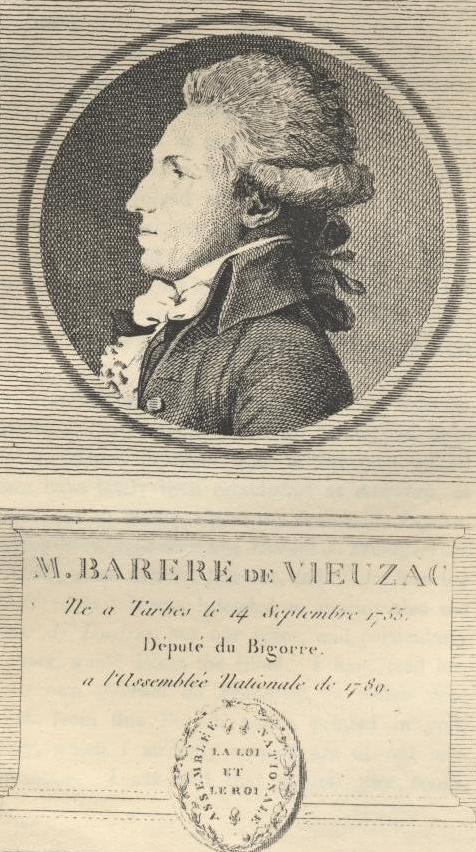 M. BARERE DE VIEUZAC
Ne a Tarbes le 14 Septembre 1755.
Député du Bigorre.
a l'Assemblée Nationale de 1789.
ASSEMBLÉE NATIONALE
LA LOI
ET
LE ROI